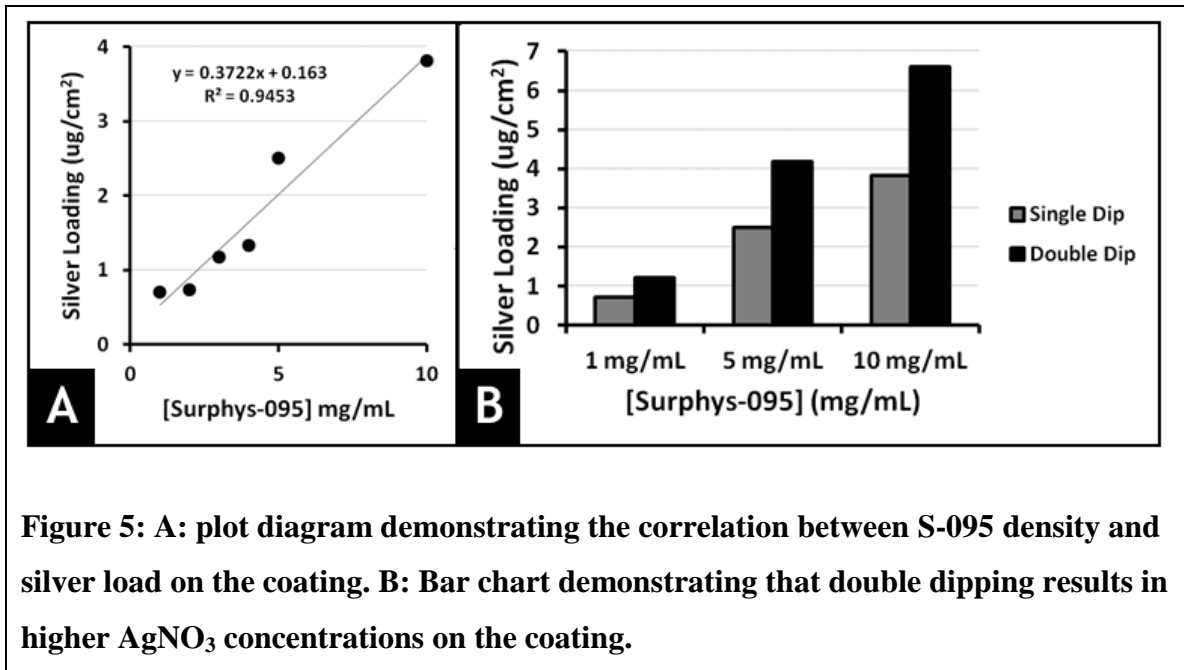 4
3
2
1
0
Silver Loading (ug/cm²)
y = 0.3722x + 0.163
R² = 0.9453
0 5 10
[Surphys-095] mg/mL
A
7
6
5
4
3
2
1
0
Silver Loading (ug/cm²)
1 mg/mL 5 mg/mL 10 mg/mL
[Surphys-095] (mg/mL)
Single Dip
Double Dip
B
Figure 5: A: plot diagram demonstrating the correlation between S-095 density and
silver load on the coating. B: Bar chart demonstrating that double dipping results in
higher AgNO₃ concentrations on the coating.